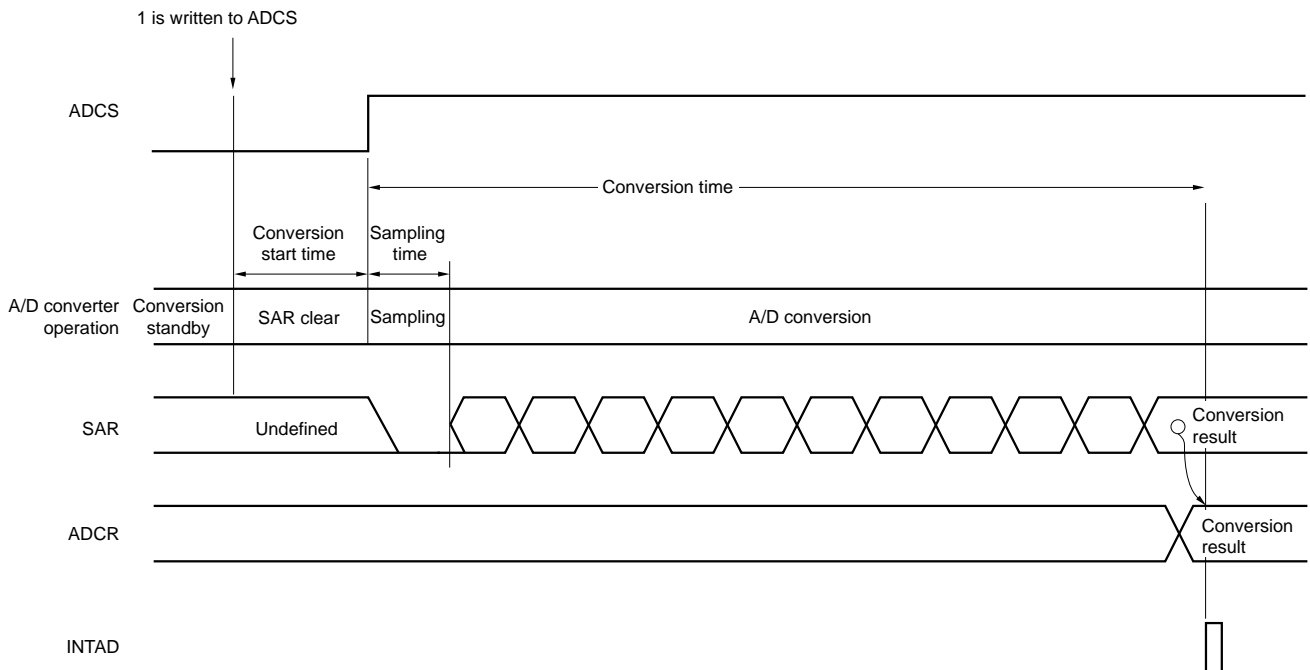 1 is written to ADCS
ADCS
Conversion time
Conversion
start time
Sampling
time
A/D converter
operation
Conversion
standby
SAR clear
Sampling
A/D conversion
SAR
Undefined
Conversion
result
ADCR
Conversion
result
INTAD